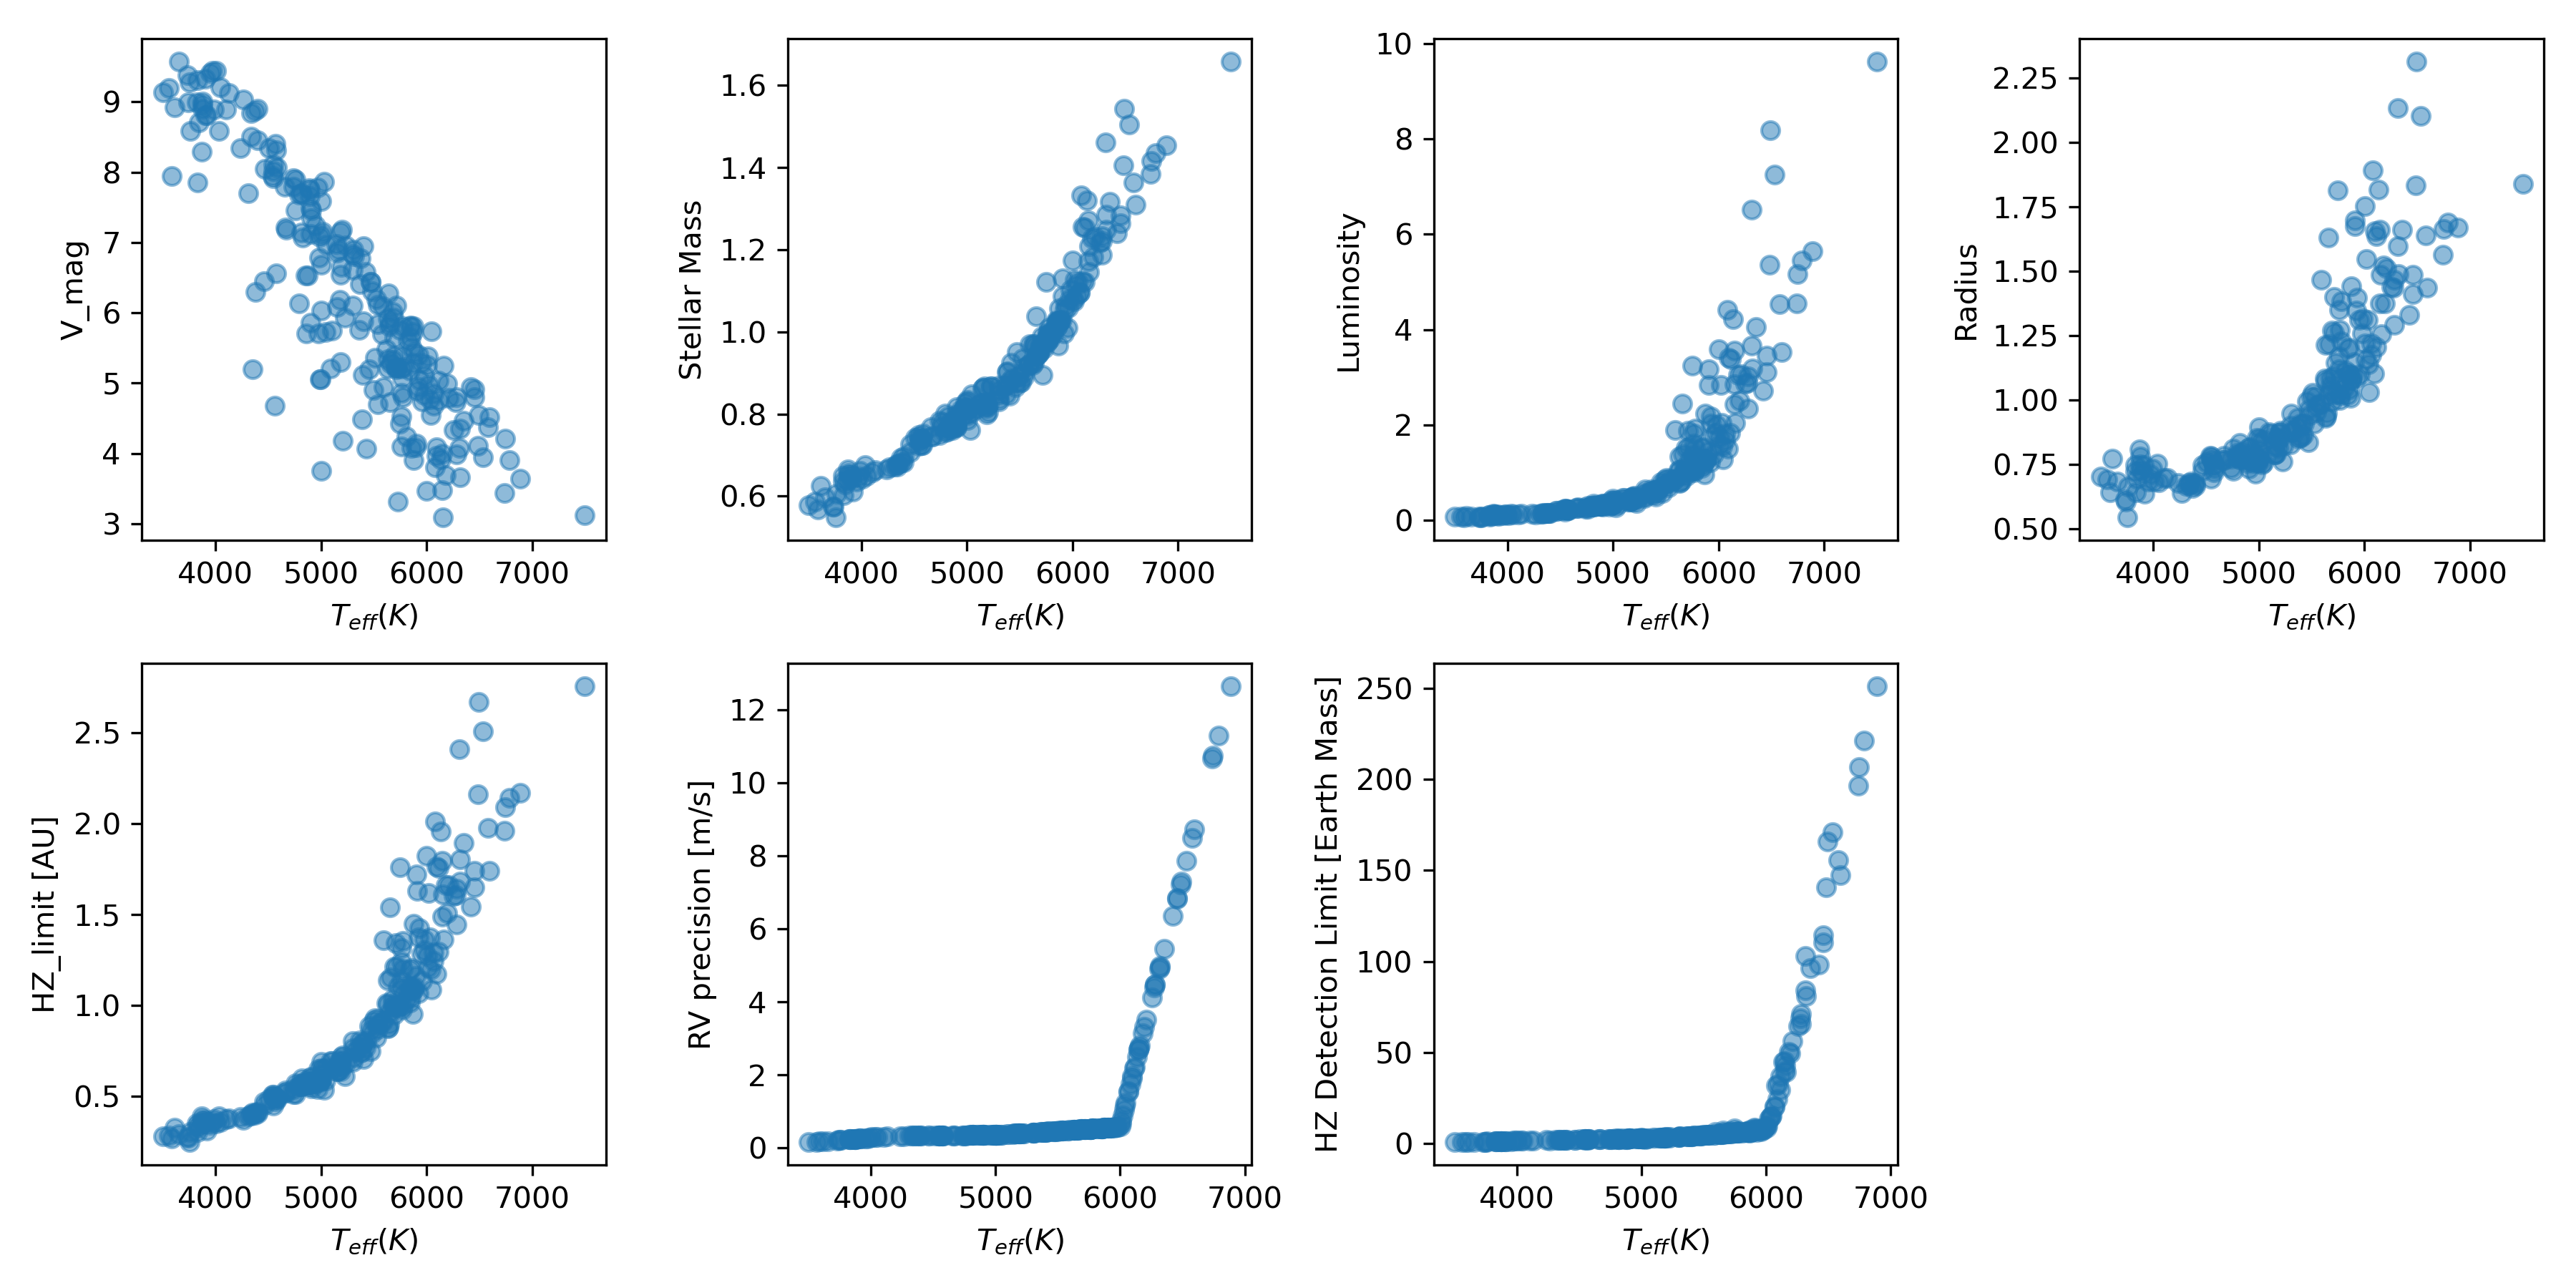 V_mag
9
8
7
6
5
4
3
4000 5000 6000 7000
T_eff(K)
Stellar Mass
1.6
1.4
1.2
1.0
0.8
0.6
4000 5000 6000 7000
T_eff(K)
Luminosity
10
8
6
4
2
0
4000 5000 6000 7000
T_eff(K)
Radius
2.25
2.00
1.75
1.50
1.25
1.00
0.75
0.50
4000 5000 6000 7000
T_eff(K)
HZ_limit [AU]
2.5
2.0
1.5
1.0
0.5
4000 5000 6000 7000
T_eff(K)
RV precision [m/s]
12
10
8
6
4
2
0
4000 5000 6000 7000
T_eff(K)
HZ Detection Limit [Earth Mass]
250
200
150
100
50
0
4000 5000 6000 7000
T_eff(K)